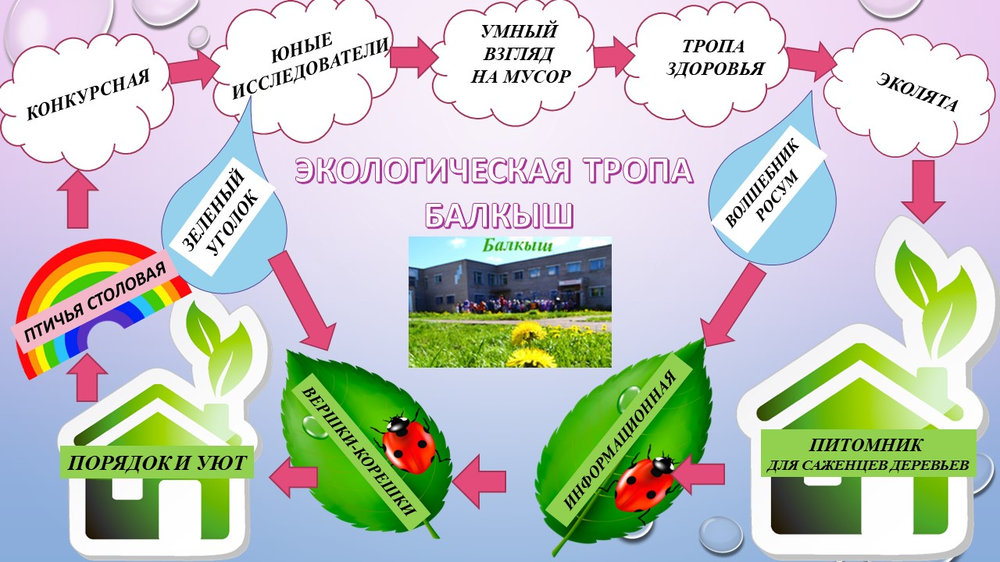 КОНКУРСНАЯ
ЮНЫЕ
ИССЛЕДОВАТЕЛИ
УМНЫЙ
ВЗГЛЯД
НА МУСОР
ТРОПА
ЗДОРОВЬЯ
ЭКОЛЯТА
ЭКОЛОГИЧЕСКАЯ ТРОПА
БАЛКЫШ
Балкыш
ЗЕЛЕНЫЙ
УГОЛОК
ВОЛШЕБНИК
РОСУМ
ПТИЧЬЯ СТОЛОВАЯ
ПОРЯДОК И УЮТ
ВЕРШКИ-КОРЕШКИ
ИНФОРМАЦИОННАЯ
ПИТОМНИК
ДЛЯ САЖЕНЦЕВ ДЕРЕВЬЕВ